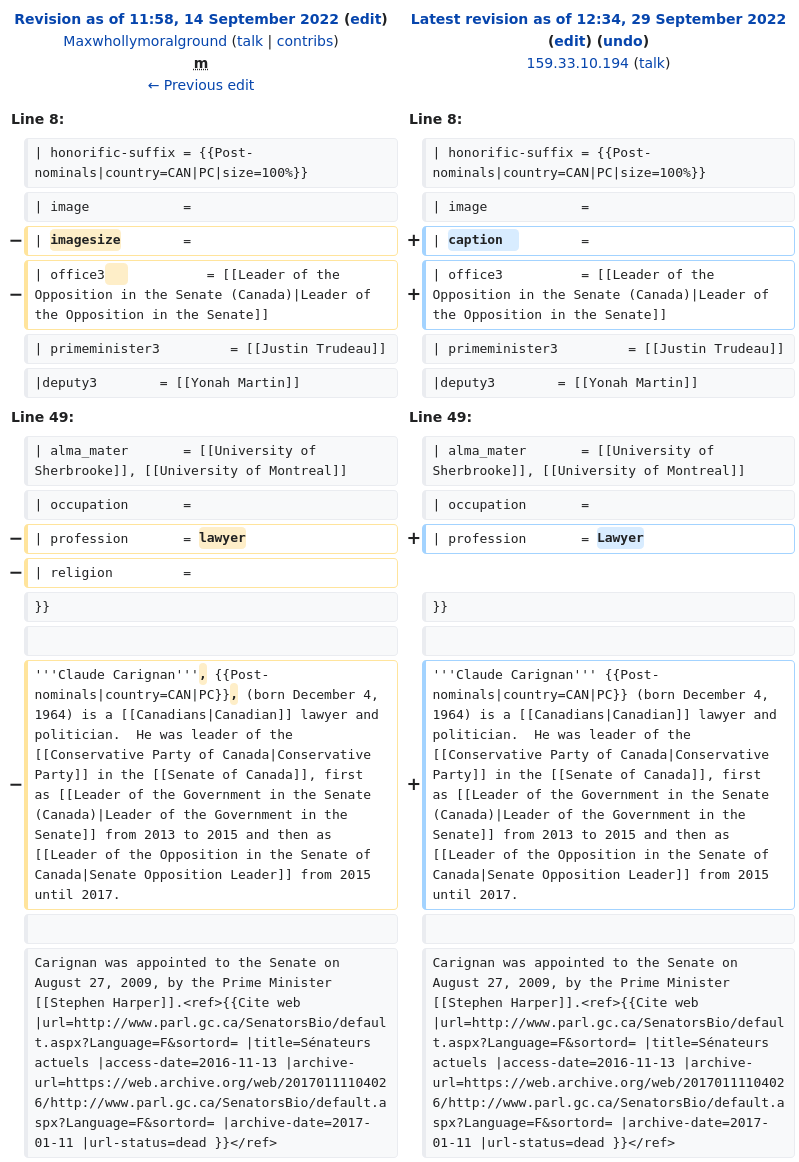 Revision as of 11:58, 14 September 2022 (edit)
Maxwhollymoralground (talk | contribs)
m
← Previous edit
Latest revision as of 12:34, 29 September 2022
(edit) (undo)
159.33.10.194 (talk)
Line 8:
| honorific-suffix = {{Post-
nominals|country=CAN|PC|size=100%}}
| image            =
− | imagesize        =
− | office3             = [[Leader of the
Opposition in the Senate (Canada)|Leader of
the Opposition in the Senate]]
| primeminister3         = [[Justin Trudeau]]
|deputy3        = [[Yonah Martin]]
Line 8:
| honorific-suffix = {{Post-
nominals|country=CAN|PC|size=100%}}
| image            =
+ | caption          =
+ | office3          = [[Leader of the
Opposition in the Senate (Canada)|Leader of
the Opposition in the Senate]]
| primeminister3         = [[Justin Trudeau]]
|deputy3        = [[Yonah Martin]]
Line 49:
| alma_mater       = [[University of
Sherbrooke]], [[University of Montreal]]
| occupation       =
− | profession       = lawyer
− | religion         =
}}
− '''Claude Carignan''', {{Post-
nominals|country=CAN|PC}}, (born December 4,
1964) is a [[Canadians|Canadian]] lawyer and
politician.  He was leader of the
[[Conservative Party of Canada|Conservative
Party]] in the [[Senate of Canada]], first
as [[Leader of the Government in the Senate
(Canada)|Leader of the Government in the
Senate]] from 2013 to 2015 and then as
[[Leader of the Opposition in the Senate of
Canada|Senate Opposition Leader]] from 2015
until 2017.
Carignan was appointed to the Senate on
August 27, 2009, by the Prime Minister
[[Stephen Harper]].<ref>{{Cite web
|url=http://www.parl.gc.ca/SenatorsBio/defaul
t.aspx?Language=F&sortord= |title=Sénateurs
actuels |access-date=2016-11-13 |archive-
url=https://web.archive.org/web/2017011110402
6/http://www.parl.gc.ca/SenatorsBio/default.a
spx?Language=F&sortord= |archive-date=2017-
01-11 |url-status=dead }}</ref>
Line 49:
| alma_mater       = [[University of
Sherbrooke]], [[University of Montreal]]
| occupation       =
+ | profession       = Lawyer
}}
+ '''Claude Carignan''' {{Post-
nominals|country=CAN|PC}} (born December 4,
1964) is a [[Canadians|Canadian]] lawyer and
politician.  He was leader of the
[[Conservative Party of Canada|Conservative
Party]] in the [[Senate of Canada]], first
as [[Leader of the Government in the Senate
(Canada)|Leader of the Government in the
Senate]] from 2013 to 2015 and then as
[[Leader of the Opposition in the Senate of
Canada|Senate Opposition Leader]] from 2015
until 2017.
Carignan was appointed to the Senate on
August 27, 2009, by the Prime Minister
[[Stephen Harper]].<ref>{{Cite web
|url=http://www.parl.gc.ca/SenatorsBio/defaul
t.aspx?Language=F&sortord= |title=Sénateurs
actuels |access-date=2016-11-13 |archive-
url=https://web.archive.org/web/2017011110402
6/http://www.parl.gc.ca/SenatorsBio/default.a
spx?Language=F&sortord= |archive-date=2017-
01-11 |url-status=dead }}</ref>